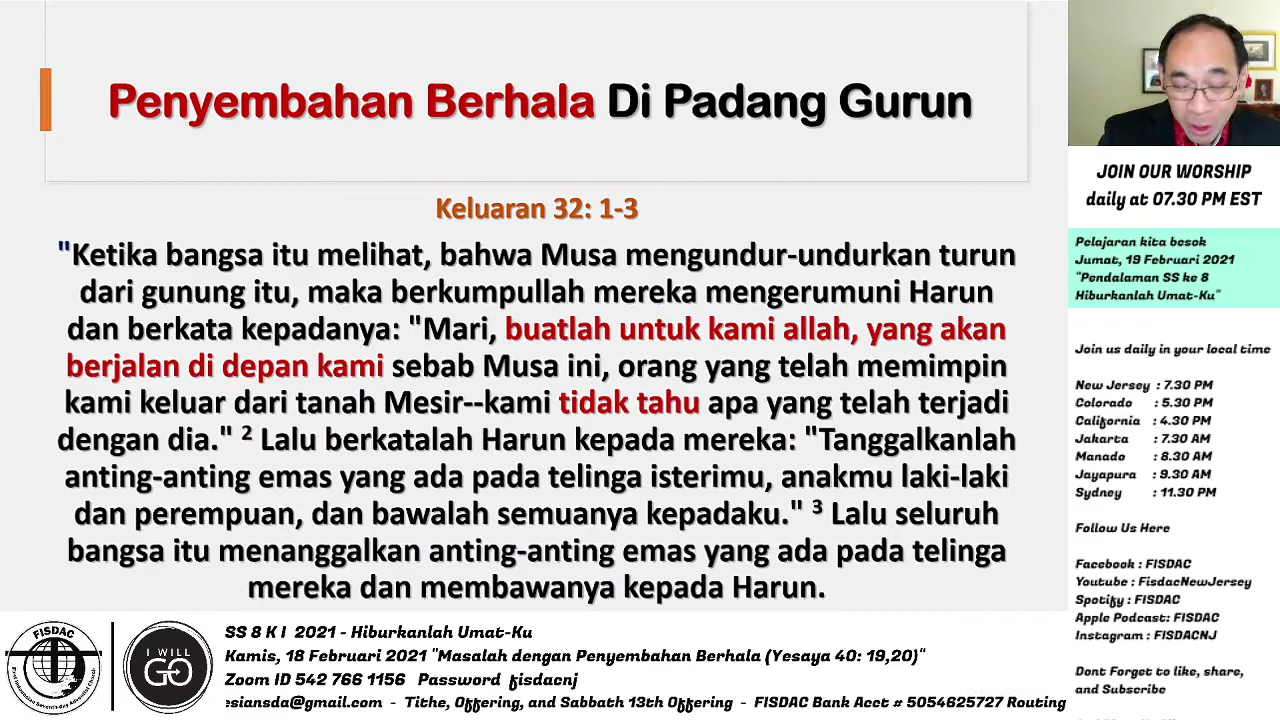 Penyembahan Berhala Di Padang Gurun
Keluaran 32: 1-3
"Ketika bangsa itu melihat, bahwa Musa mengundur-undurkan turun
dari gunung itu, maka berkumpullah mereka mengerumuni Harun
dan berkata kepadanya: "Mari, buatlah untuk kami allah, yang akan
berjalan di depan kami sebab Musa ini, orang yang telah memimpin
kami keluar dari tanah Mesir--kami tidak tahu apa yang telah terjadi
dengan dia." 2 Lalu berkatalah Harun kepada mereka: "Tanggalkanlah
anting-anting emas yang ada pada telinga isterimu, anakmu laki-laki
dan perempuan, dan bawalah semuanya kepadaku." 3 Lalu seluruh
bangsa itu menanggalkan anting-anting emas yang ada pada telinga
mereka dan membawanya kepada Harun.
JOIN OUR WORSHIP
daily at 07.30 PM EST
Pelajaran kita besok
Jumat, 19 Februari 2021
"Pendalaman SS ke 8
Hiburkanlah Umat-Ku"
Join us daily in your local time
New Jersey : 7.30 PM
Colorado : 5.30 PM
California : 4.30 PM
Jakarta : 7.30 AM
Manado : 8.30 AM
Jayapura : 9.30 AM
Sydney : 11.30 PM
Follow Us Here
Facebook : FISDAC
Youtube : FisdacNewJersey
Spotify : FISDAC
Apple Podcast: FISDAC
Instagram : FISDACNJ
Dont Forget to like, share,
and Subscribe
FISDAC
I WILL
GO
SS 8 K I 2021 - Hiburkanlah Umat-Ku
Kamis, 18 Februari 2021 "Masalah dengan Penyembahan Berhala (Yesaya 40: 19,20)"
Zoom ID 542 766 1156 Password fisdacnj
esiansda@gmail.com - Tithe, Offering, and Sabbath 13th Offering - FISDAC Bank Acct # 5054625727 Routing